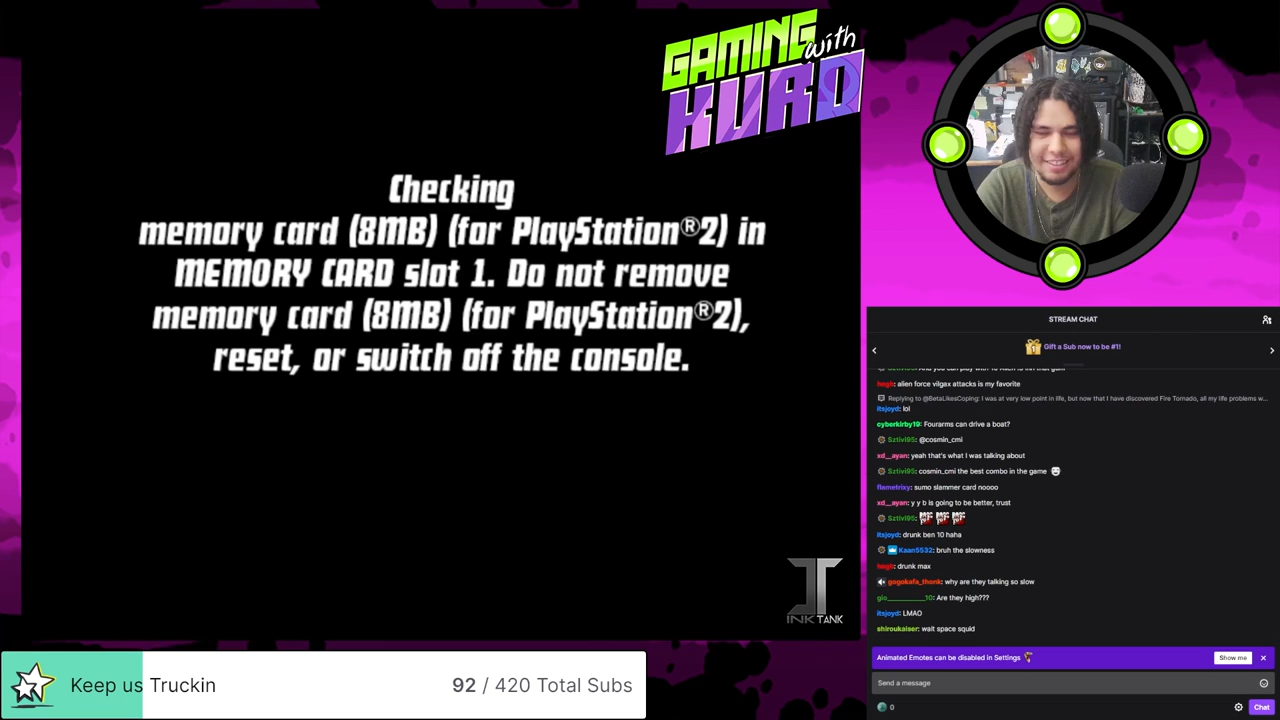 GAMING with
KURO
Checking
memory card (8MB) (for PlayStation®2) in
MEMORY CARD slot 1. Do not remove
memory card (8MB) (for PlayStation®2),
reset, or switch off the console.
INKTANK
Keep us Truckin
92 / 420 Total Subs
STREAM CHAT
Gift a Sub now to be #1!
alien force vilgax attacks is my favorite
Replying to @BetaLikesCoping: I was at very low point in life, but now that I have discovered Fire Tornado, all my life problems w...
itsjoyd: lol
cyberkirby19: Fourarms can drive a boat?
Sztivi95: @cosmin_cmi
xd__ayan: yeah that's what I was talking about
Sztivi95: cosmin_cmi the best combo in the game
flametrixy: sumo slammer card noooo
xd__ayan: y y b is going to be better, trust
Sztivi95:
itsjoyd: drunk ben 10 haha
Kaan5532: bruh the slowness
drunk max
gogokafa_thonk: why are they talking so slow
Are they high???
itsjoyd: LMAO
shiroukaiser: wait space squid
Animated Emotes can be disabled in Settings
Show me
Send a message
0
Chat